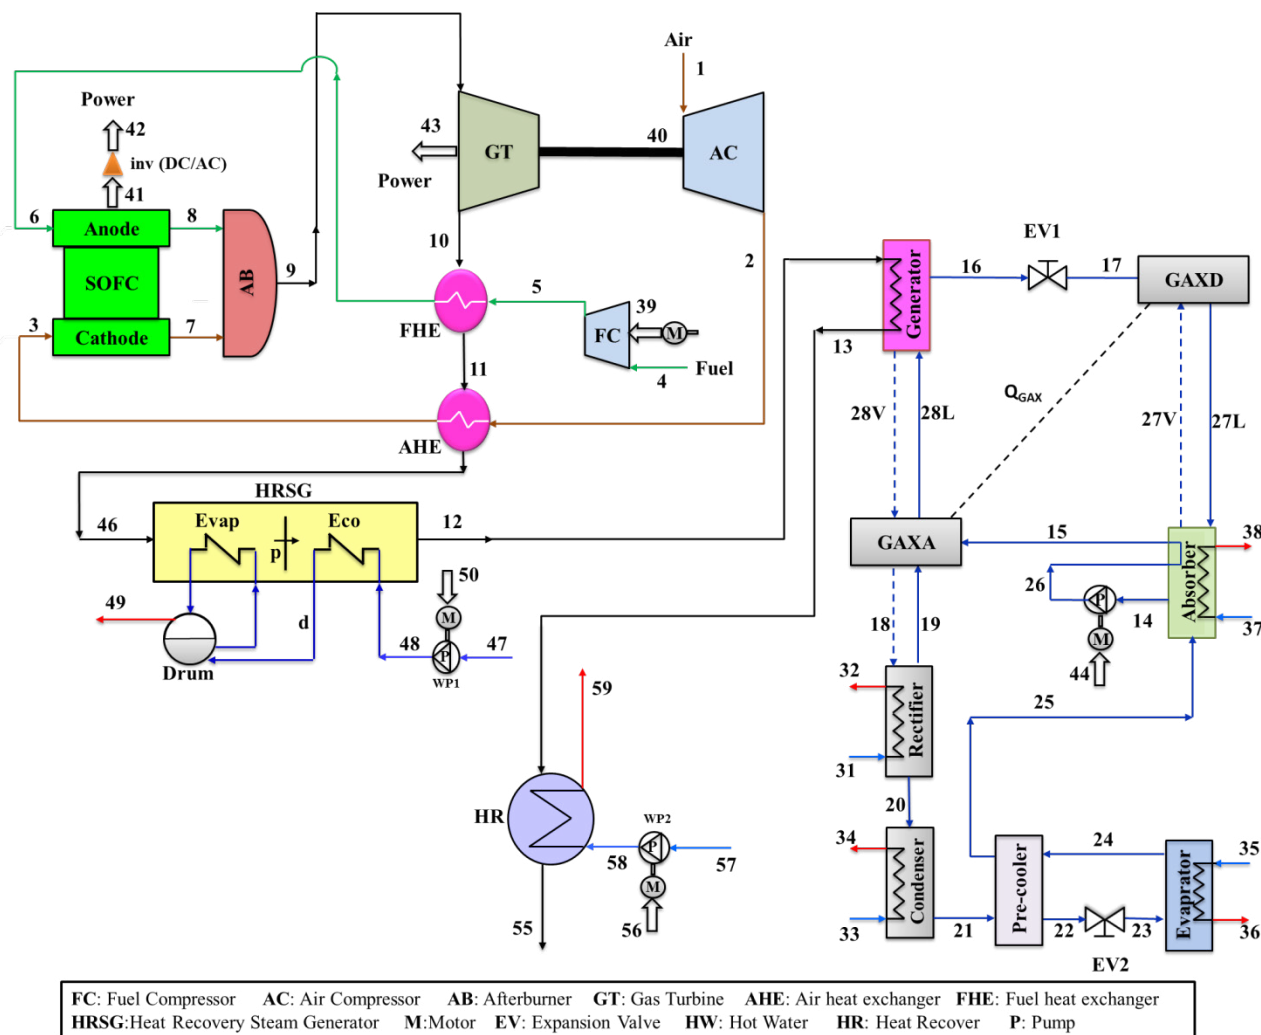 Air
1
Power
42
43
40
GT
AC
inv (DC/AC)
Power
41
6
8
Anode
10
2
EV1
16
17
GAXD
9
5
39
SOFC
AB
Generator
FHE
FC
M
3
7
Cathode
13
11
4
Fuel
QGAX
28V
28L
27V
27L
AHE
HRSG
46
Evap
Eco
12
p
GAXA
15
38
26
P
Absorber
50
14
37
49
M
18
19
M
d
48
P
47
44
Drum
WP1
32
59
25
Rectifier
31
HR
20
WP2
34
24
35
P
58
57
Condenser
Pre-cooler
Evaprator
M
33
21
22
23
36
55
56
EV2
FC: Fuel Compressor AC: Air Compressor AB: Afterburner GT: Gas Turbine AHE: Air heat exchanger FHE: Fuel heat exchanger
HRSG:Heat Recovery Steam Generator M:Motor EV: Expansion Valve HW: Hot Water HR: Heat Recover P: Pump